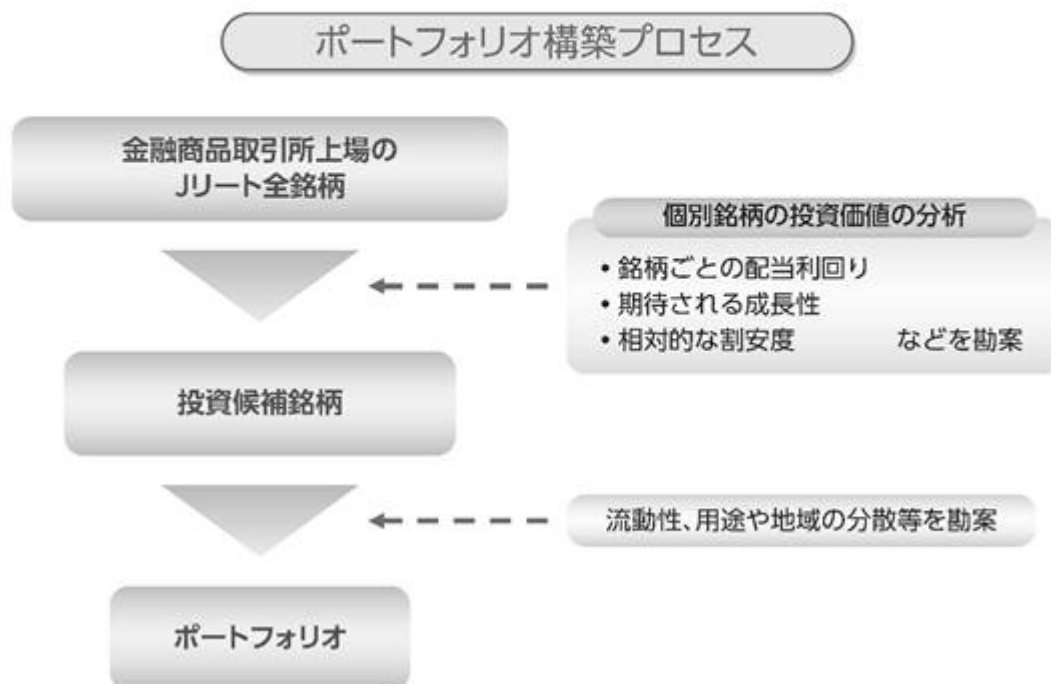 ポートフォリオ構築プロセス
金融商品取引所上場の
Jリート全銘柄
個別銘柄の投資価値の分析
• 銘柄ごとの配当利回り
• 期待される成長性
• 相対的な割安度 などを勘案
投資候補銘柄
流動性、用途や地域の分散等を勘案
ポートフォリオ